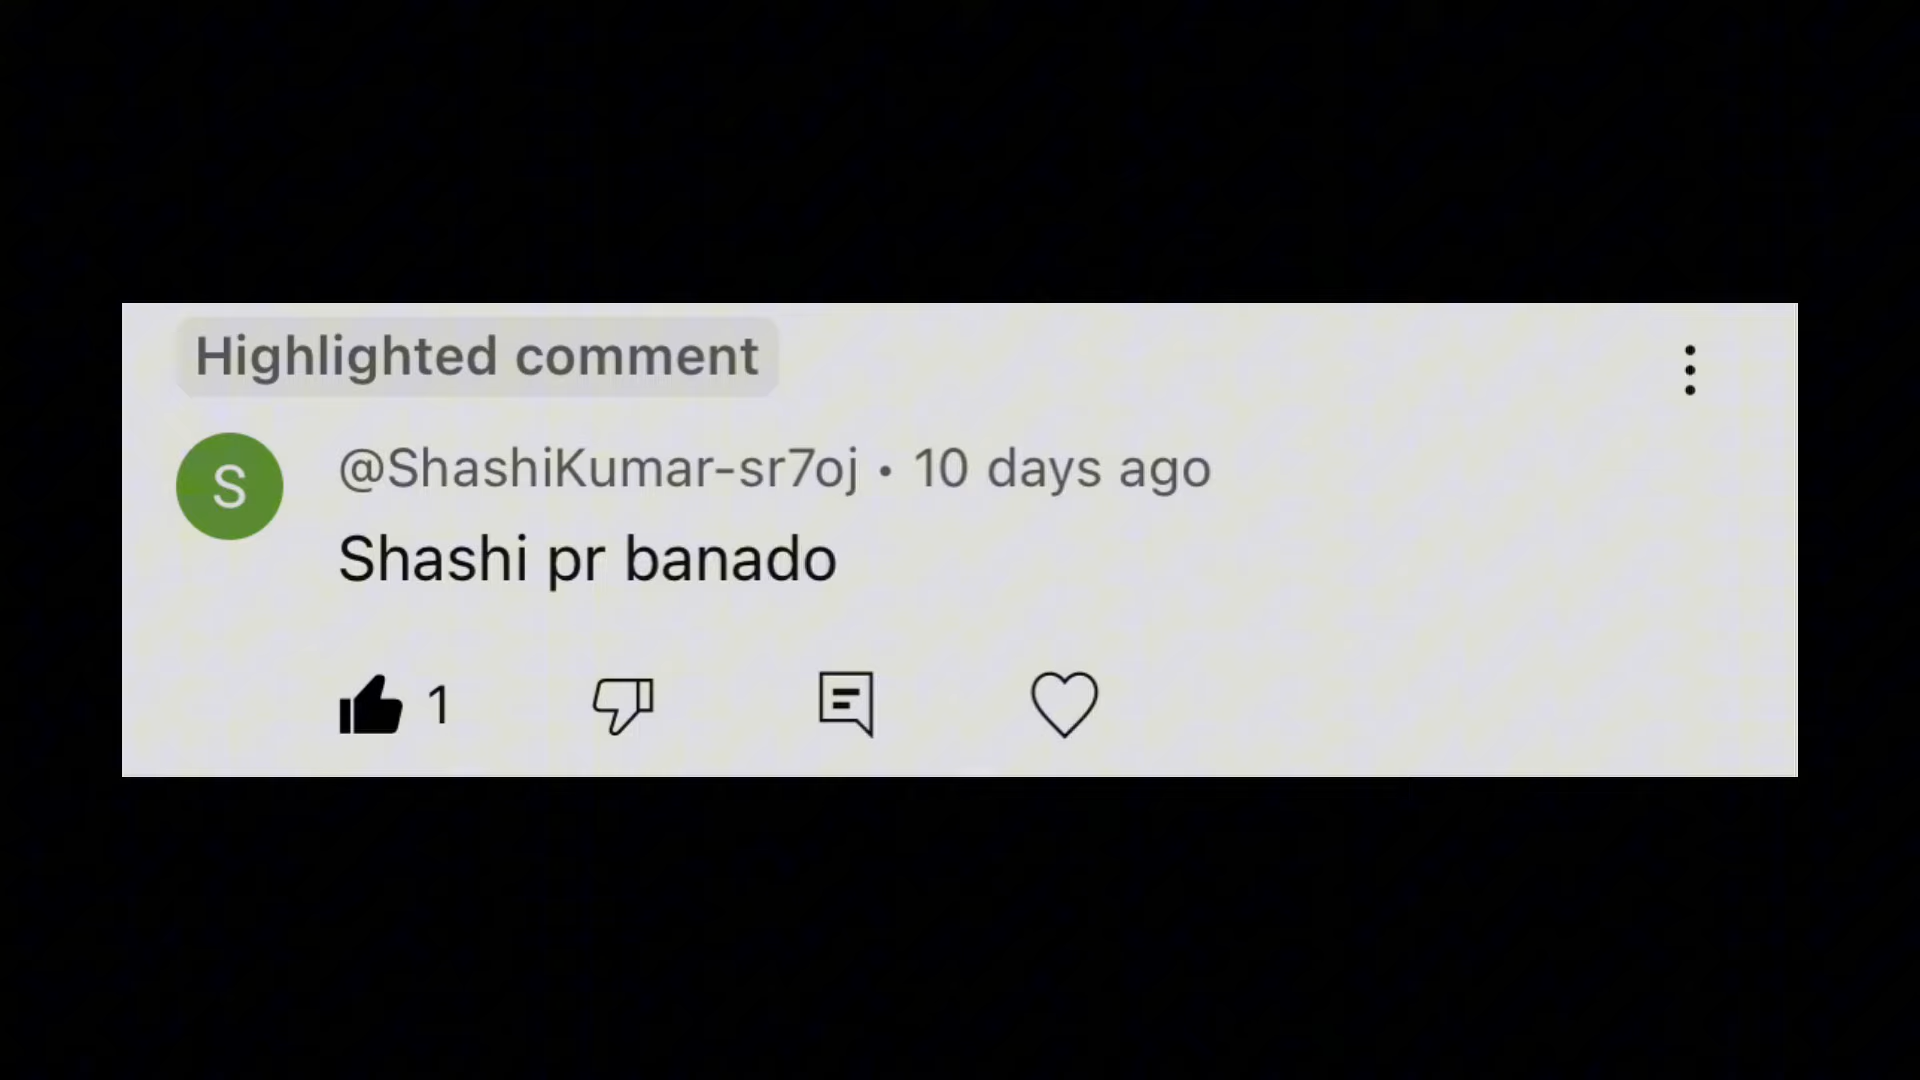 Highlighted comment
S
@ShashiKumar-sr7oj • 10 days ago
Shashi pr banado
1